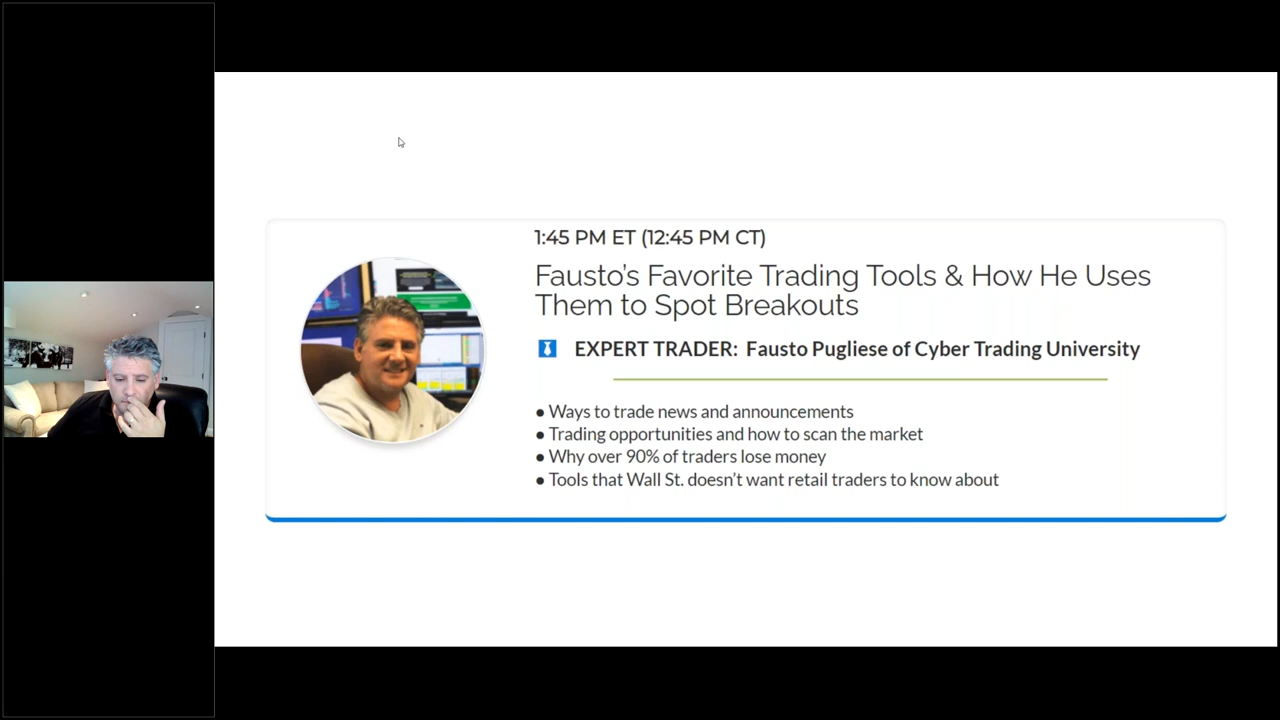 1:45 PM ET (12:45 PM CT)
Fausto’s Favorite Trading Tools & How He Uses
Them to Spot Breakouts
EXPERT TRADER: Fausto Pugliese of Cyber Trading University
● Ways to trade news and announcements
● Trading opportunities and how to scan the market
● Why over 90% of traders lose money
● Tools that Wall St. doesn’t want retail traders to know about